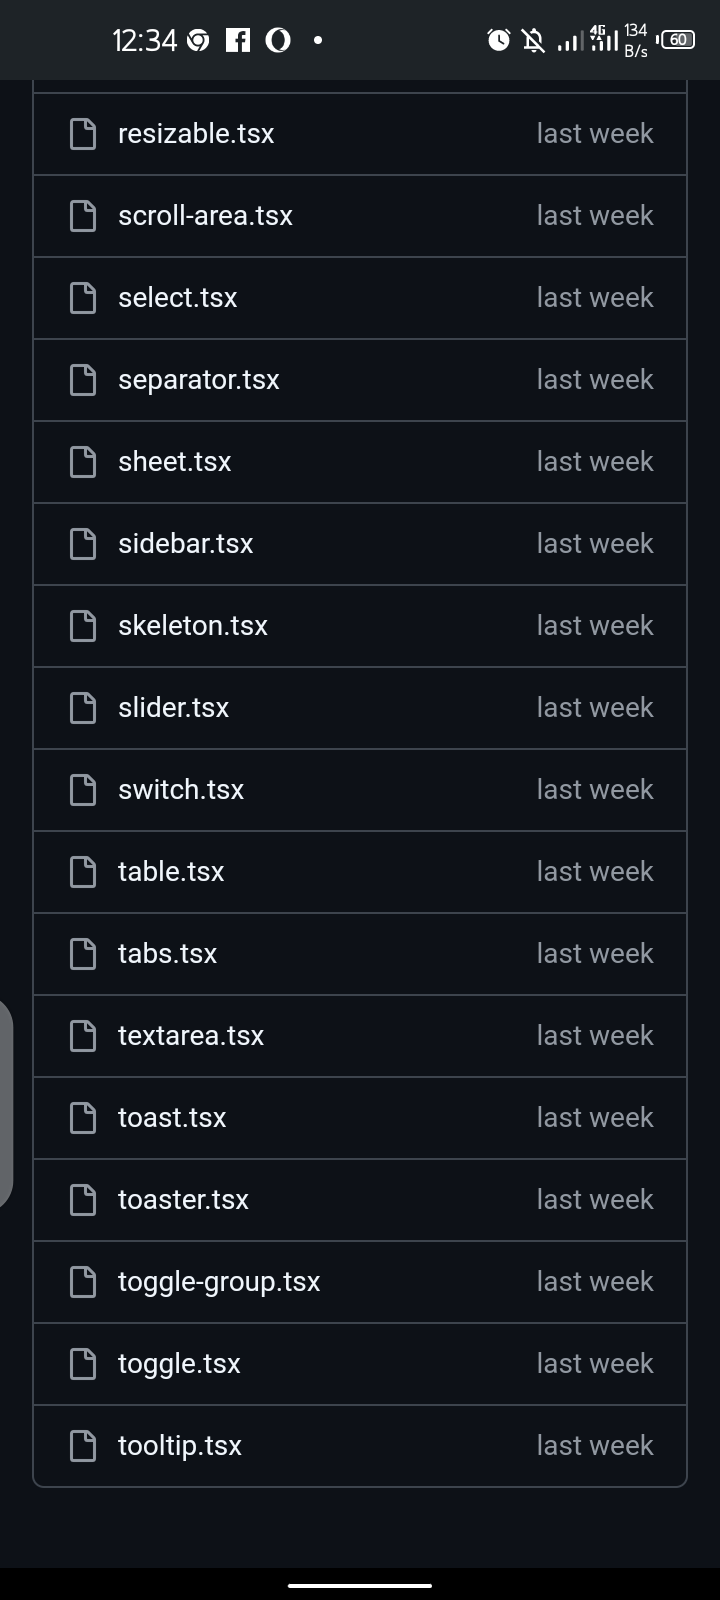 12:34 4G 134 B/s 60
resizable.tsx last week
scroll-area.tsx last week
select.tsx last week
separator.tsx last week
sheet.tsx last week
sidebar.tsx last week
skeleton.tsx last week
slider.tsx last week
switch.tsx last week
table.tsx last week
tabs.tsx last week
textarea.tsx last week
toast.tsx last week
toaster.tsx last week
toggle-group.tsx last week
toggle.tsx last week
tooltip.tsx last week